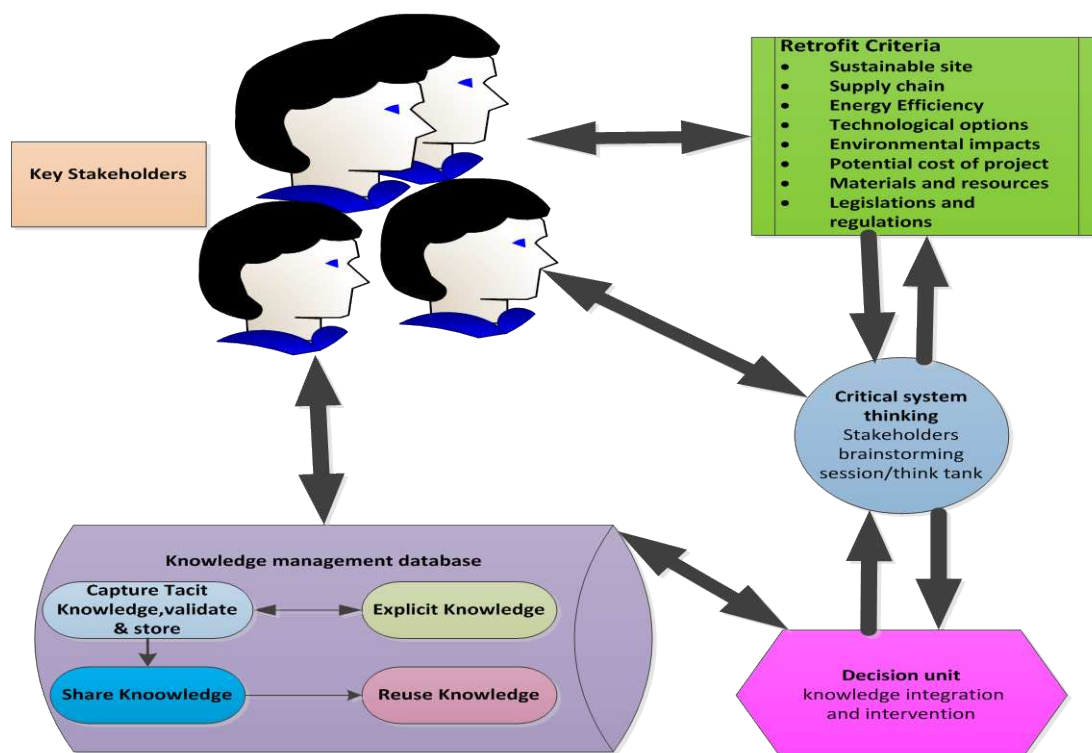 Key Stakeholders
Retrofit Criteria
• Sustainable site
• Supply chain
• Energy Efficiency
• Technological options
• Environmental impacts
• Potential cost of project
• Materials and resources
• Legislations and
regulations
Critical system
thinking
Stakeholders
brainstorming
session/think tank
Knowledge management database
Capture Tacit
Knowledge,validate
& store
Explicit Knowledge
Share Knoowledge
Reuse Knowledge
Decision unit
knowledge integration
and intervention